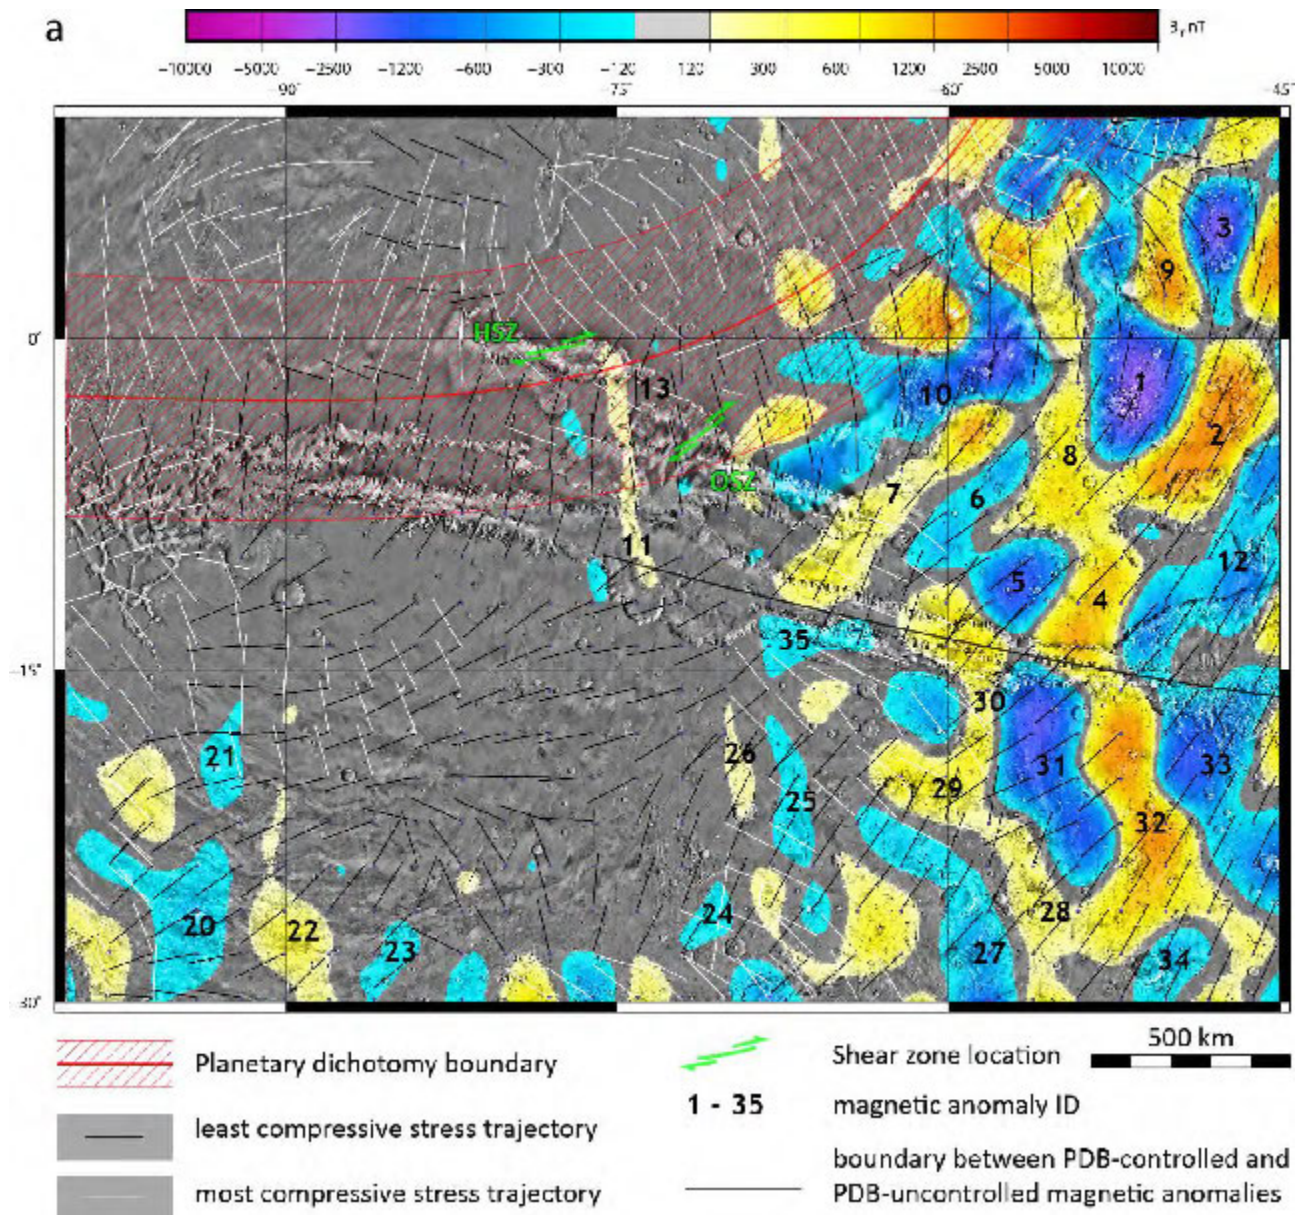 a
B, nT
-10000 -5000 -2500 -1200 -600 -300 -120 120 300 600 1200 2500 5000 10000
-90° -75° -60° -45°
3
9
HSZ
0°
13
10
1
2
8
OSZ
7
6
11
12
5
4
35
-15°
30
21
26
31
33
25
29
32
24
28
20
22
23
27
34
-30°
500 km
Planetary dichotomy boundary
Shear zone location
1 - 35
magnetic anomaly ID
least compressive stress trajectory
most compressive stress trajectory
boundary between PDB-controlled and
PDB-uncontrolled magnetic anomalies